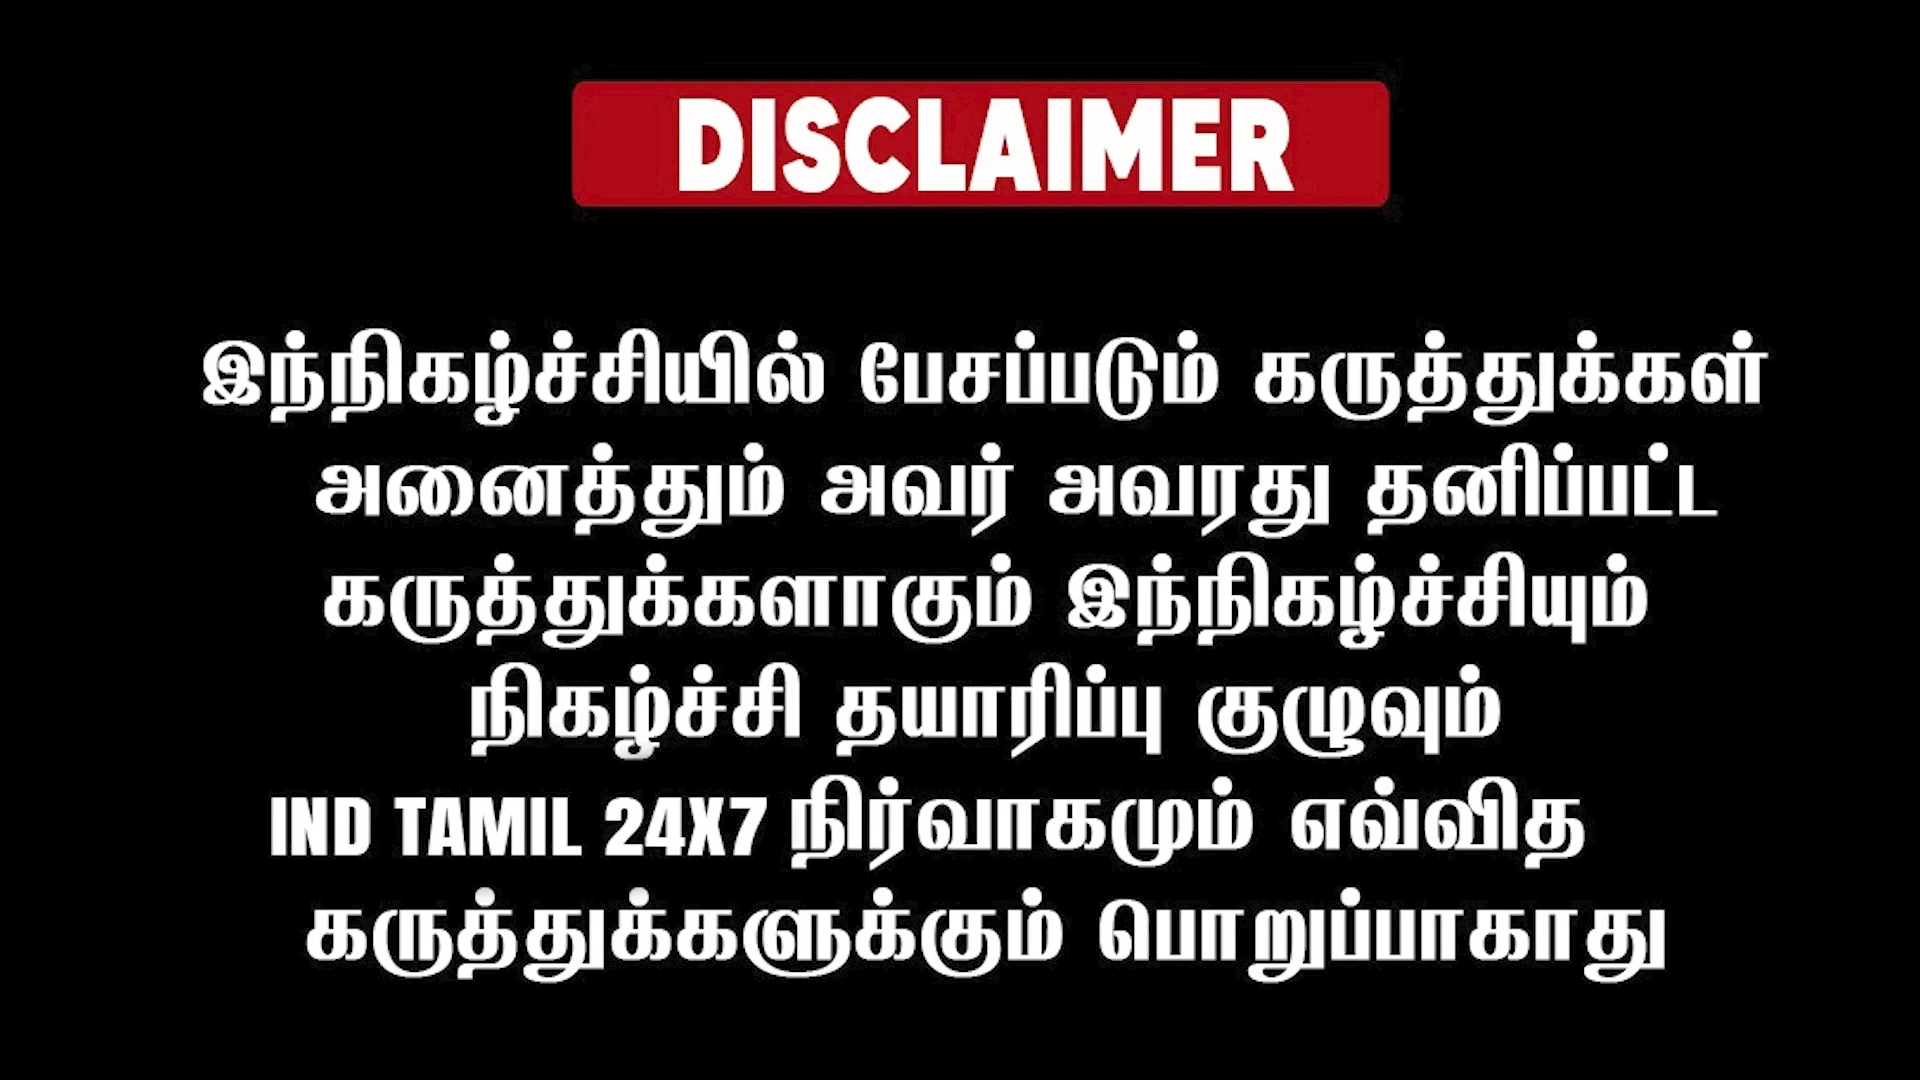 DISCLAIMER
இந்நிகழ்ச்சியில் பேசப்படும் கருத்துக்கள்
அனைத்தும் அவர் அவரது தனிப்பட்ட
கருத்துக்களாகும் இந்நிகழ்ச்சியும்
நிகழ்ச்சி தயாரிப்பு குழுவும்
IND TAMIL 24X7 நிர்வாகமும் எவ்வித
கருத்துக்களுக்கும் பொறுப்பாகாது